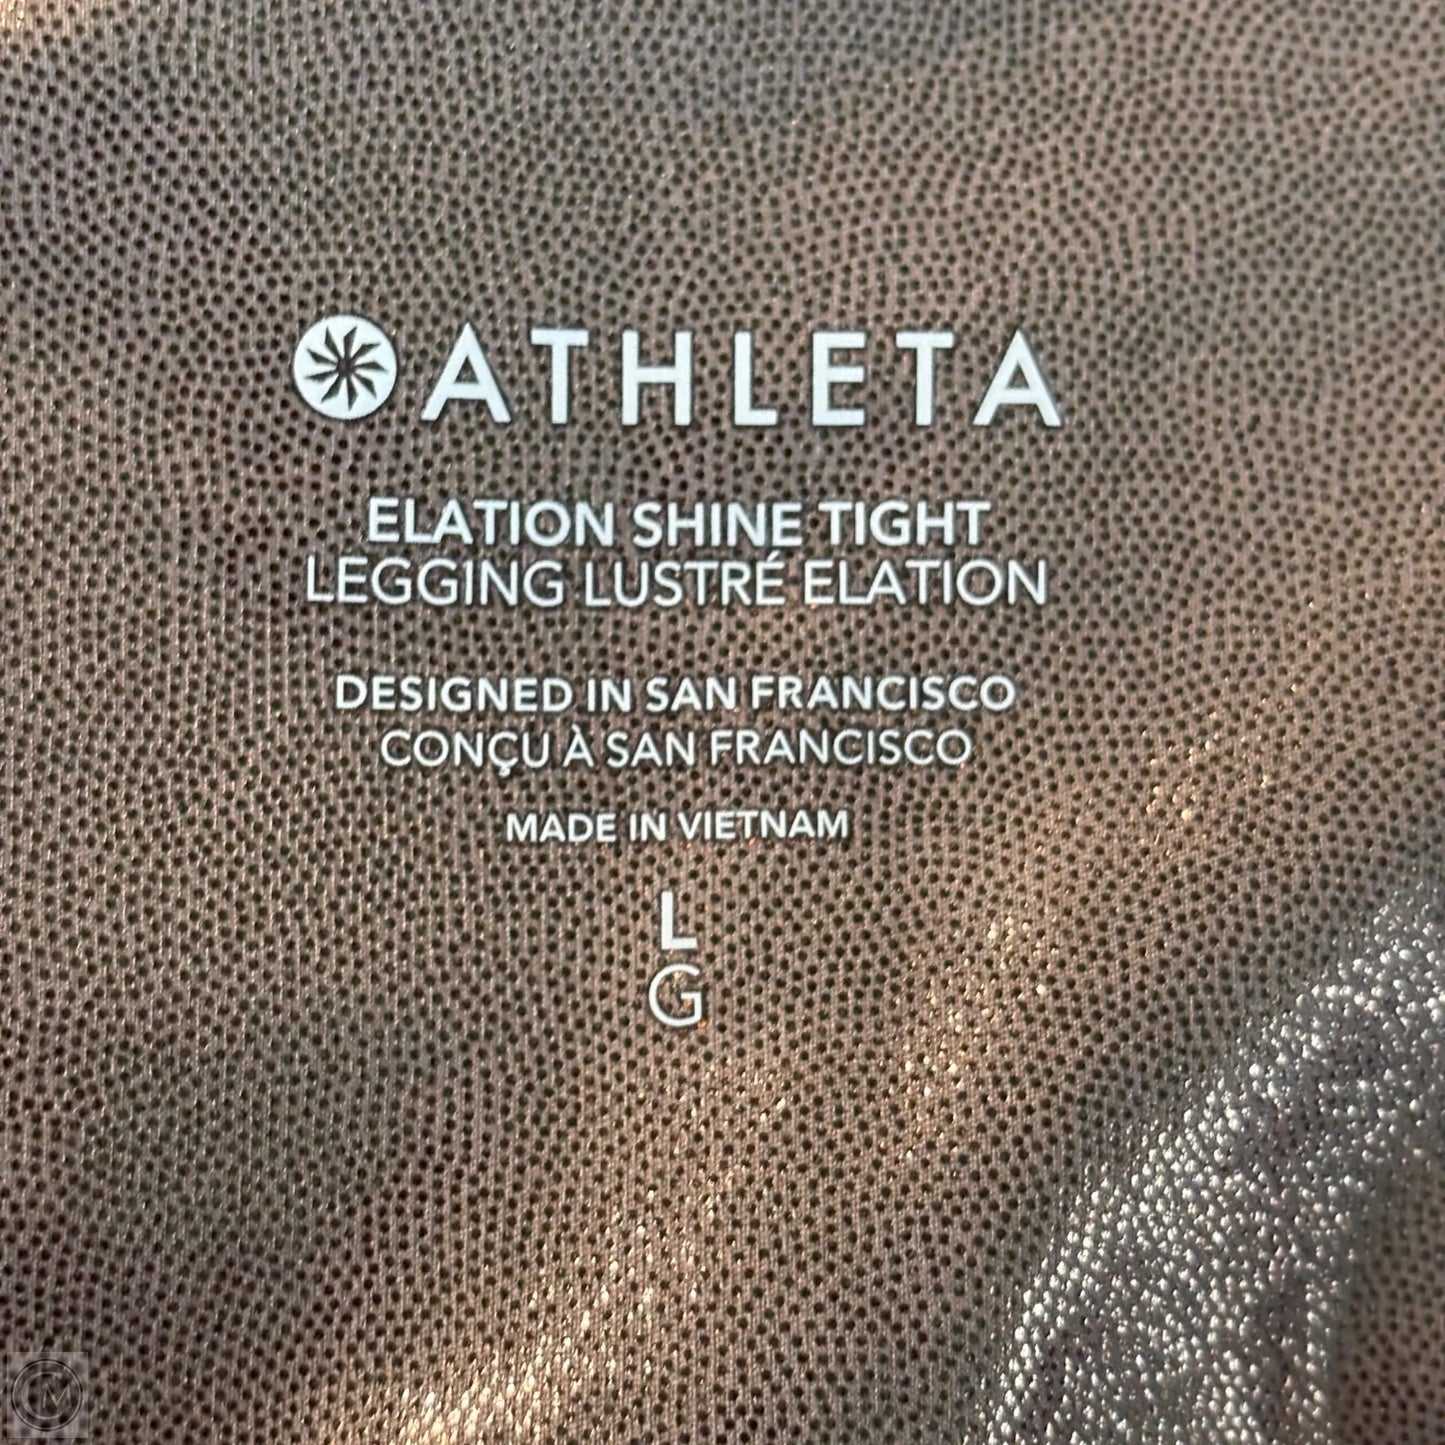 ATHLETA
ELATION SHINE TIGHT
LEGGING LUSTRÉ ELATION
DESIGNED IN SAN FRANCISCO
CONÇU À SAN FRANCISCO
MADE IN VIETNAM
L
G